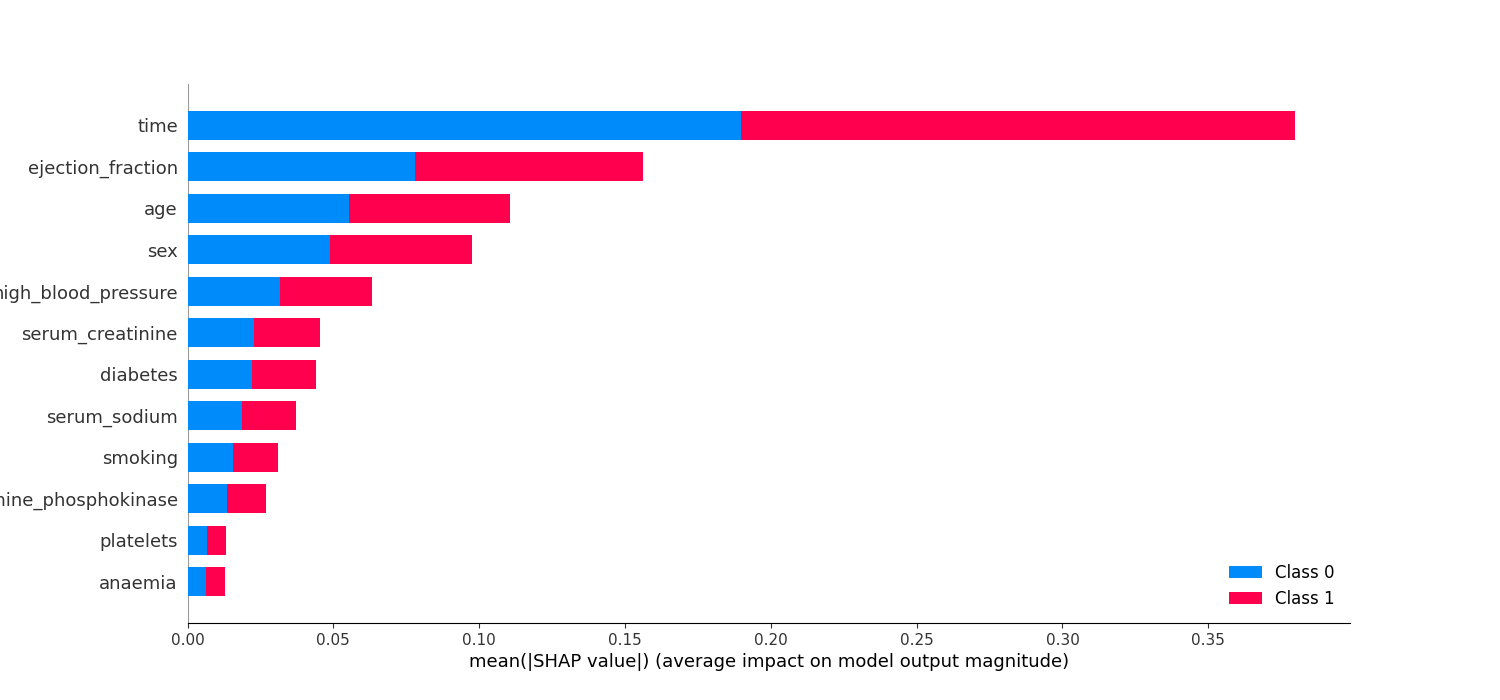 time
ejection_fraction
age
sex
high_blood_pressure
serum_creatinine
diabetes
serum_sodium
smoking
nine_phosphokinase
platelets
anaemia
Class 0
Class 1
0.00 0.05 0.10 0.15 0.20 0.25 0.30 0.35
mean(|SHAP value|) (average impact on model output magnitude)